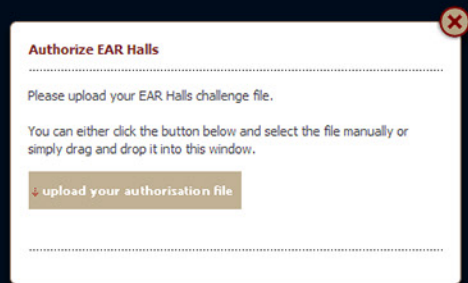 Authorize EAR Halls
Please upload your EAR Halls challenge file.
You can either click the button below and select the file manually or
simply drag and drop it into this window.
↓ upload your authorisation file